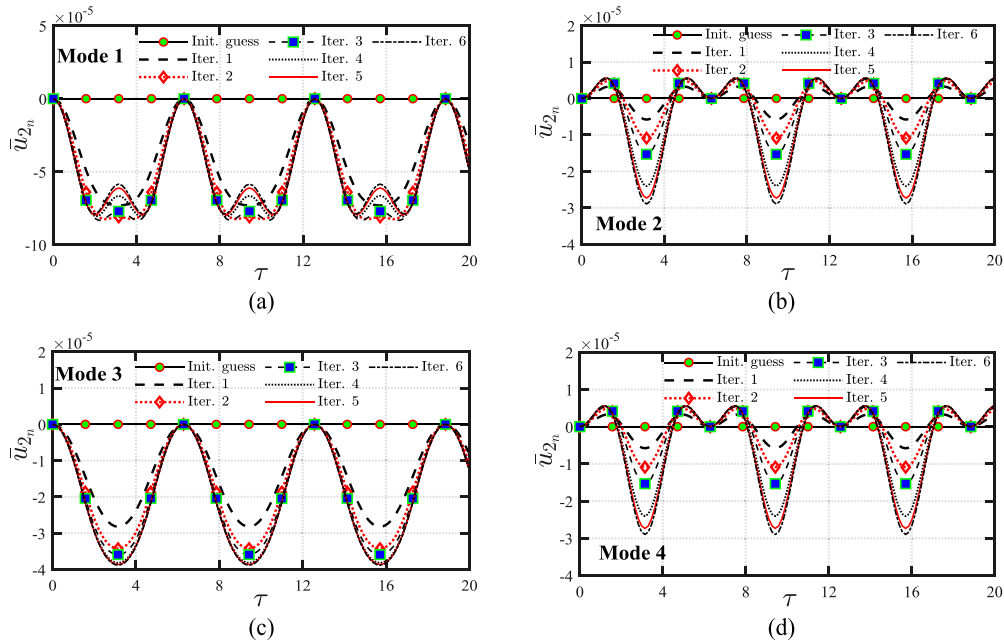 ×10⁻⁵
5
0
-5
-10
ū₂ₙ
Mode 1
Init. guess
Iter. 1
Iter. 2
Iter. 3
Iter. 4
Iter. 5
Iter. 6
0 4 8 12 16 20
τ
(a)
×10⁻⁵
2
1
0
-1
-2
-3
-4
ū₂ₙ
Init. guess
Iter. 1
Iter. 2
Iter. 3
Iter. 4
Iter. 5
Iter. 6
Mode 2
0 4 8 12 16 20
τ
(b)
×10⁻⁵
2
1
0
-1
-2
-3
-4
ū₂ₙ
Mode 3
Init. guess
Iter. 1
Iter. 2
Iter. 3
Iter. 4
Iter. 5
Iter. 6
0 4 8 12 16 20
τ
(c)
×10⁻⁵
2
1
0
-1
-2
-3
-4
ū₂ₙ
Init. guess
Iter. 1
Iter. 2
Iter. 3
Iter. 4
Iter. 5
Iter. 6
Mode 4
0 4 8 12 16 20
τ
(d)